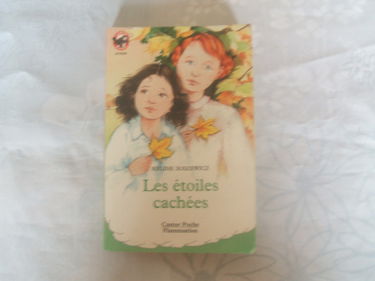 Les étoiles
cachées
Castor Poche
Flammarion